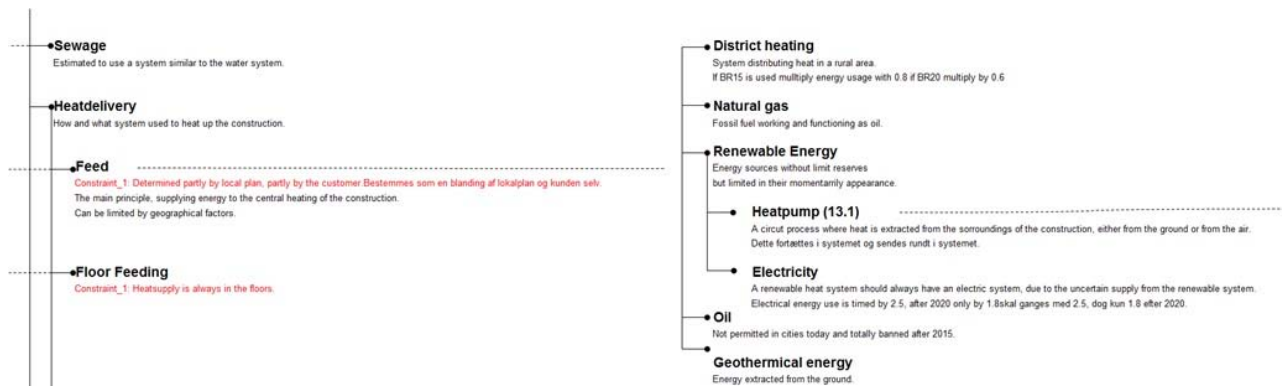 Sewage
Estimated to use a system similar to the water system.
Heatdelivery
How and what system used to heat up the construction.
Feed
Constraint_1: Determined partly by local plan, partly by the customer.Bestemmes som en blanding af lokalplan og kunden selv.
The main principle, supplying energy to the central heating of the construction.
Can be limited by geographical factors.
Floor Feeding
Constraint_1: Heatsupply is always in the floors.
District heating
System distributing heat in a rural area.
If BR15 is used mulltiply energy usage with 0.8 if BR20 multiply by 0.6
Natural gas
Fossil fuel working and functioning as oil.
Renewable Energy
Energy sources without limit reserves
but limited in their momentarrily appearance.
Heatpump (13.1)
A circut process where heat is extracted from the sorroundings of the construction, either from the ground or from the air.
Dette fortættes i systemet og sendes rundt i systemet.
Electricity
A renewable heat system should always have an electric system, due to the uncertain supply from the renewable system.
Electrical energy use is timed by 2.5, after 2020 only by 1.8skal ganges med 2.5, dog kun 1.8 efter 2020.
Oil
Not permitted in cities today and totally banned after 2015.
Geothermical energy
Energy extracted from the ground.